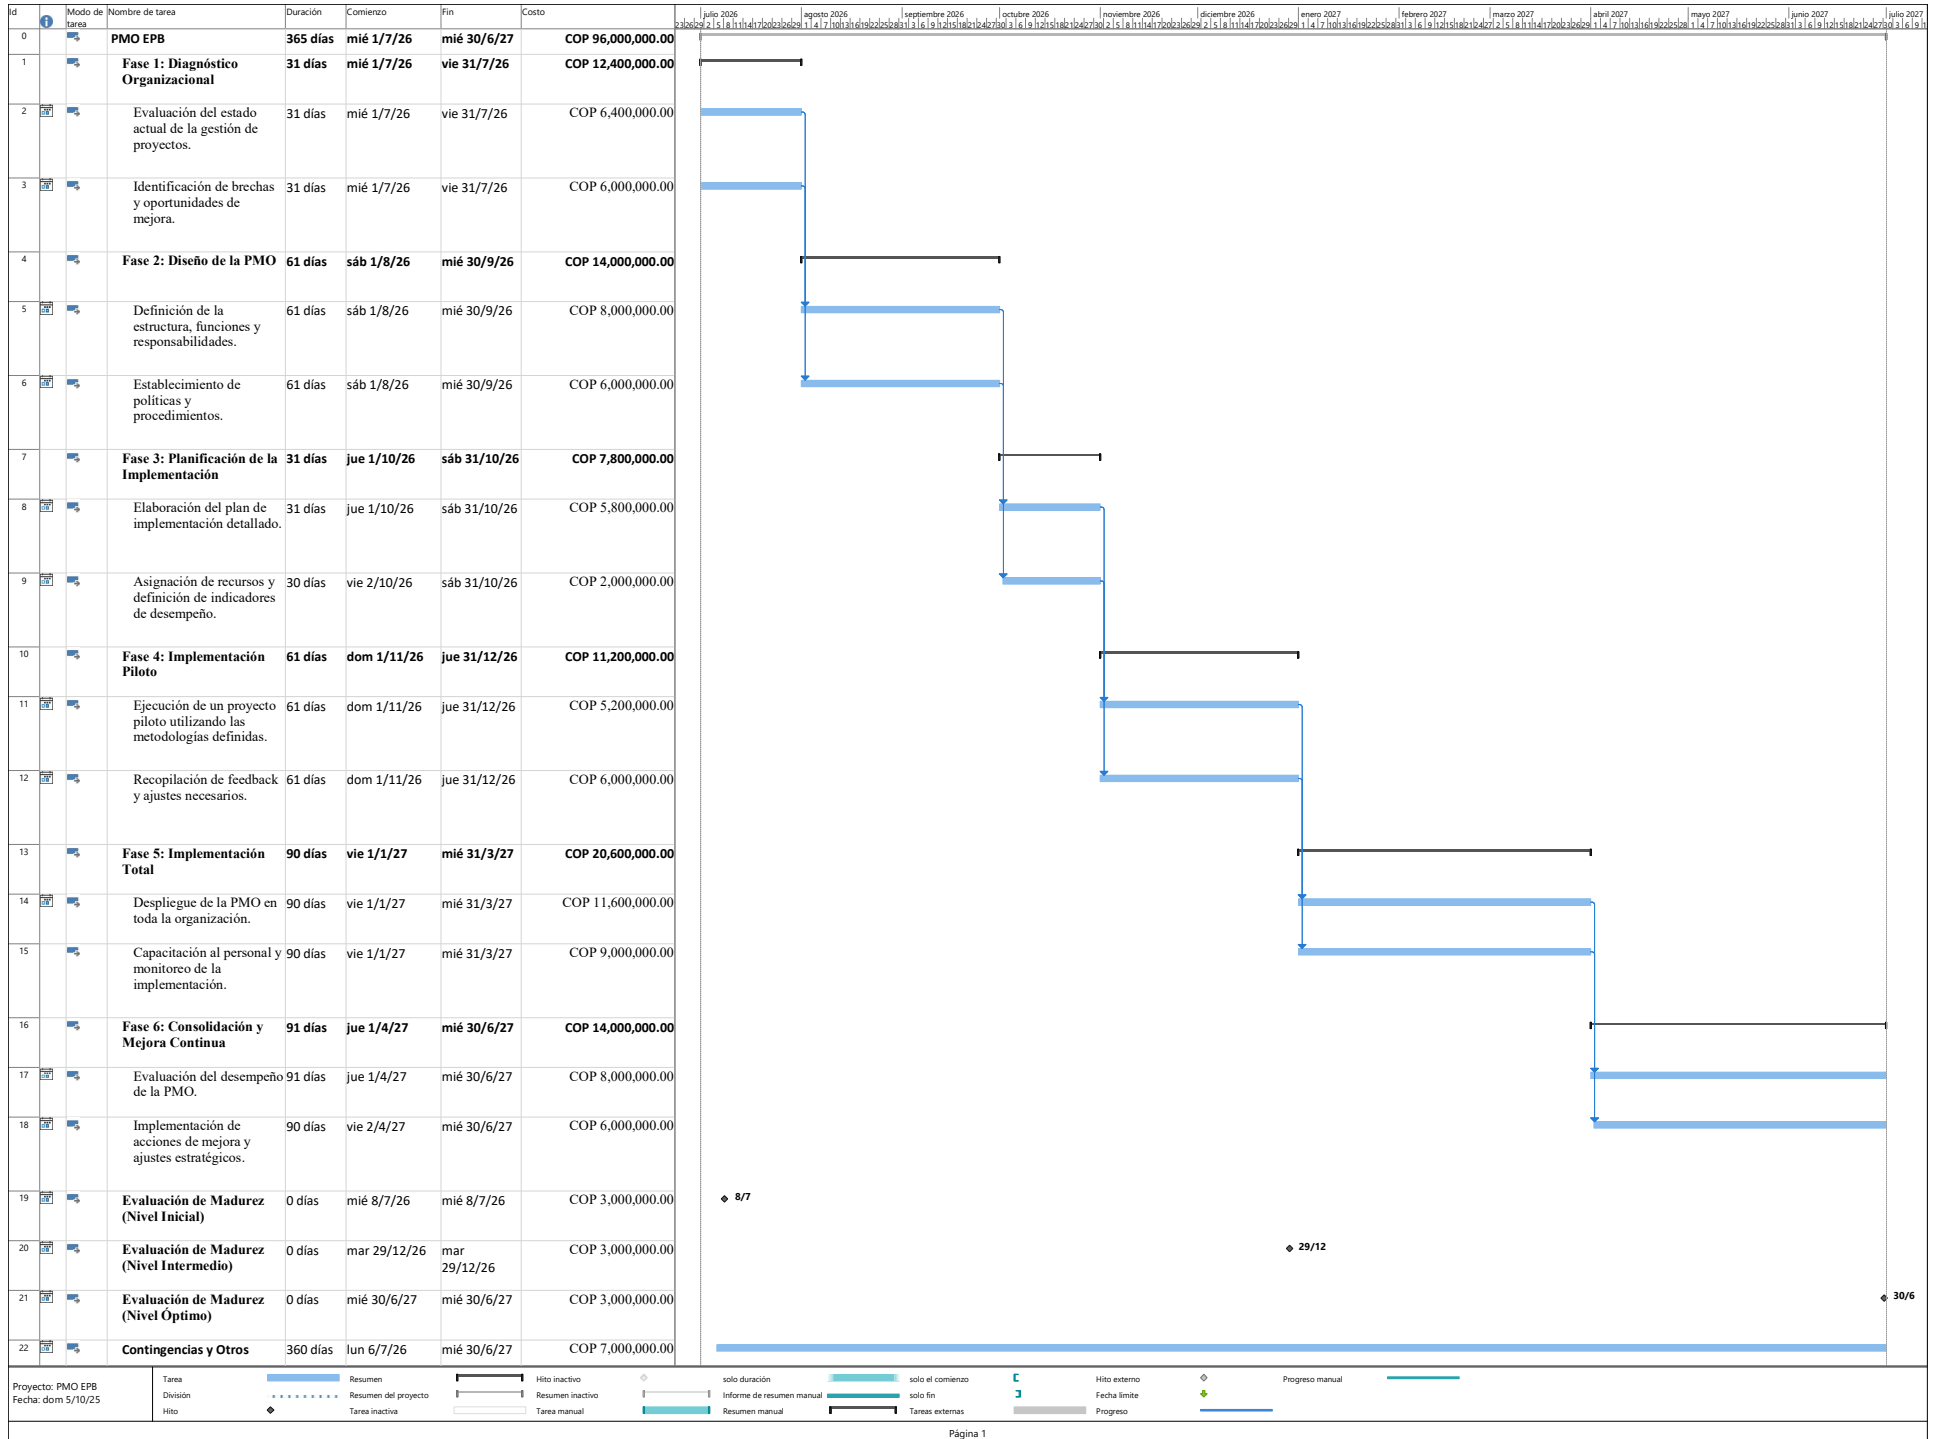 Id Modo de tarea Nombre de tarea Duración Comienzo Fin Costo
julio 2026 agosto 2026 septiembre 2026 octubre 2026 noviembre 2026 diciembre 2026 enero 2027 febrero 2027 marzo 2027 abril 2027 mayo 2027 junio 2027 julio 2027
0 PMO EPB 365 días mié 1/7/26 mié 30/6/27 COP 96,000,000.00
1 Fase 1: Diagnóstico 31 días mié 1/7/26 vie 31/7/26 COP 12,400,000.00
Organizacional
2 Evaluación del estado 31 días mié 1/7/26 vie 31/7/26 COP 6,400,000.00
actual de la gestión de
proyectos.
3 Identificación de brechas 31 días mié 1/7/26 vie 31/7/26 COP 6,000,000.00
y oportunidades de
mejora.
4 Fase 2: Diseño de la PMO 61 días sáb 1/8/26 mié 30/9/26 COP 14,000,000.00
5 Definición de la 61 días sáb 1/8/26 mié 30/9/26 COP 8,000,000.00
estructura, funciones y
responsabilidades.
6 Establecimiento de 61 días sáb 1/8/26 mié 30/9/26 COP 6,000,000.00
políticas y
procedimientos.
7 Fase 3: Planificación de la 31 días jue 1/10/26 sáb 31/10/26 COP 7,800,000.00
Implementación
8 Elaboración del plan de 31 días jue 1/10/26 sáb 31/10/26 COP 5,800,000.00
implementación detallado.
9 Asignación de recursos y 30 días vie 2/10/26 sáb 31/10/26 COP 2,000,000.00
definición de indicadores
de desempeño.
10 Fase 4: Implementación 61 días dom 1/11/26 jue 31/12/26 COP 11,200,000.00
Piloto
11 Ejecución de un proyecto 61 días dom 1/11/26 jue 31/12/26 COP 5,200,000.00
piloto utilizando las
metodologías definidas.
12 Recopilación de feedback 61 días dom 1/11/26 jue 31/12/26 COP 6,000,000.00
y ajustes necesarios.
13 Fase 5: Implementación 90 días vie 1/1/27 mié 31/3/27 COP 20,600,000.00
Total
14 Despliegue de la PMO en 90 días vie 1/1/27 mié 31/3/27 COP 11,600,000.00
toda la organización.
15 Capacitación al personal y 90 días vie 1/1/27 mié 31/3/27 COP 9,000,000.00
monitoreo de la
implementación.
16 Fase 6: Consolidación y 91 días jue 1/4/27 mié 30/6/27 COP 14,000,000.00
Mejora Continua
17 Evaluación del desempeño 91 días jue 1/4/27 mié 30/6/27 COP 8,000,000.00
de la PMO.
18 Implementación de 90 días vie 2/4/27 mié 30/6/27 COP 6,000,000.00
acciones de mejora y
ajustes estratégicos.
19 Evaluación de Madurez 0 días mié 8/7/26 mié 8/7/26 COP 3,000,000.00 8/7
(Nivel Inicial)
20 Evaluación de Madurez 0 días mar 29/12/26 mar COP 3,000,000.00 29/12
(Nivel Intermedio) 29/12/26
21 Evaluación de Madurez 0 días mié 30/6/27 mié 30/6/27 COP 3,000,000.00 30/6
(Nivel Óptimo)
22 Contingencias y Otros 360 días lun 6/7/26 mié 30/6/27 COP 7,000,000.00
Proyecto: PMO EPB
Fecha: dom 5/10/25
Tarea Resumen Hito inactivo solo duración solo el comienzo Hito externo Progreso manual
División Resumen del proyecto Resumen inactivo Informe de resumen manual solo fin Fecha límite
Hito Tarea inactiva Tarea manual Resumen manual Tareas externas Progreso
Página 1